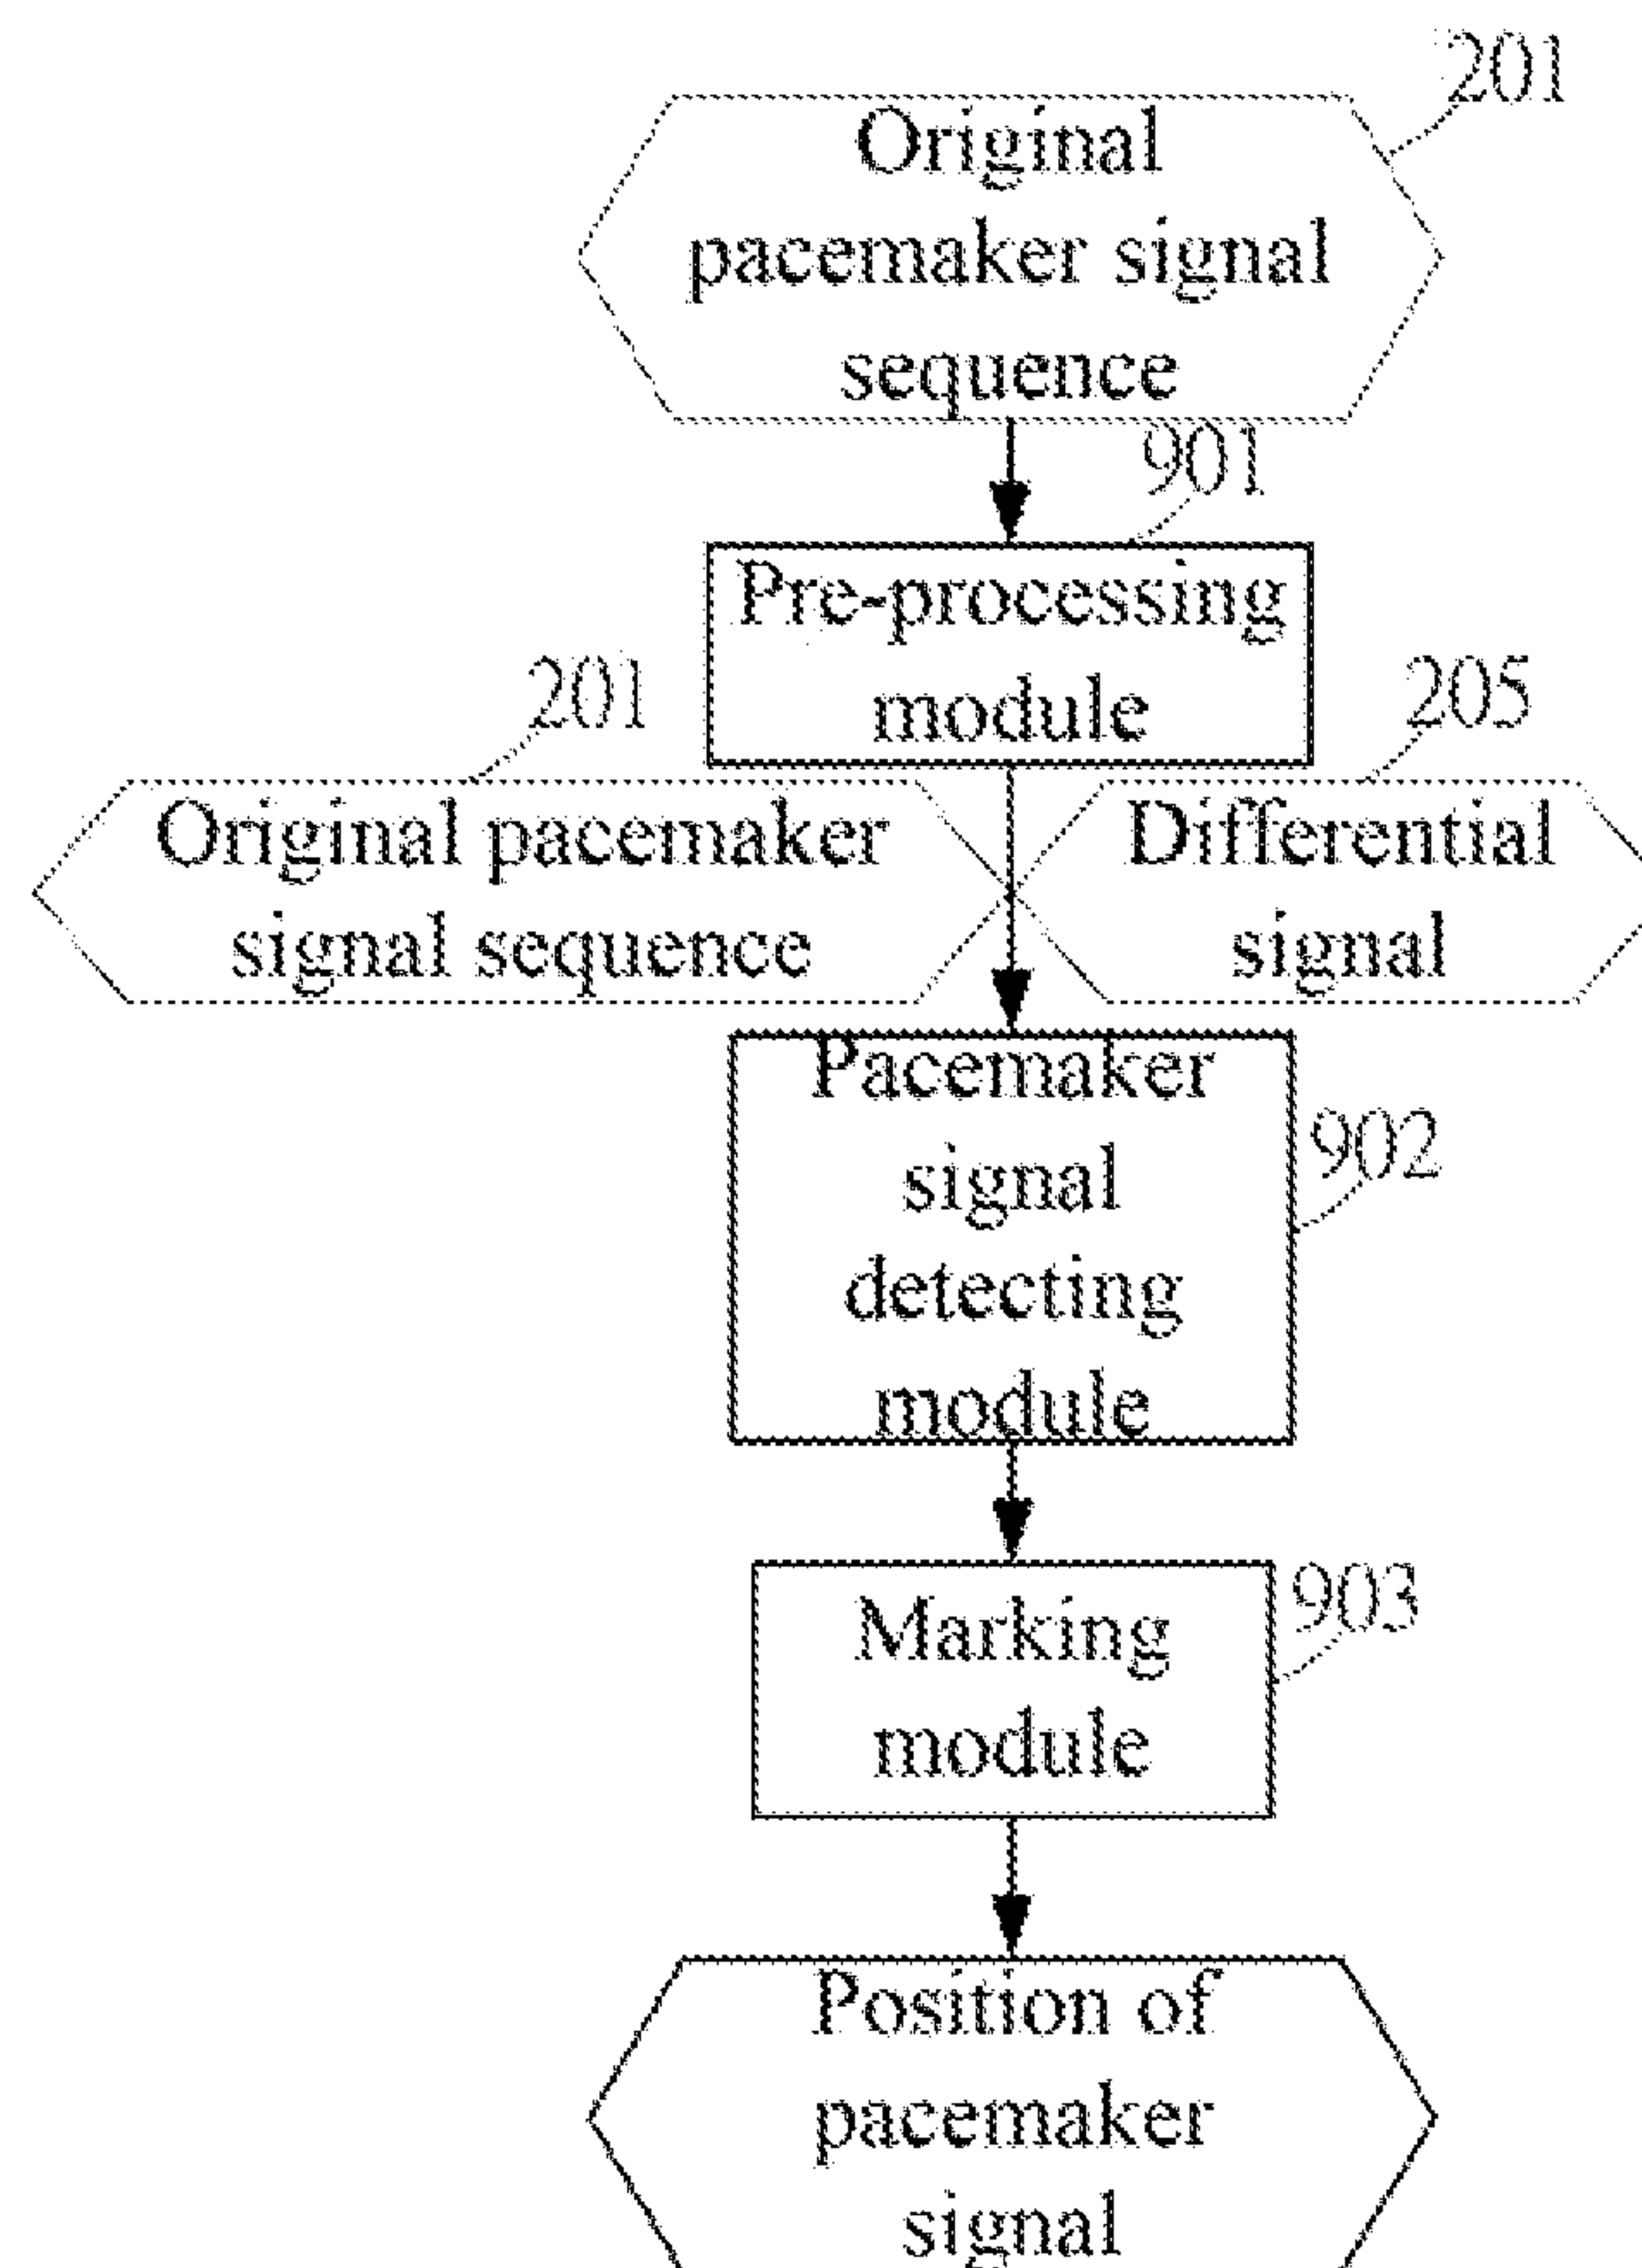 201
Original
pacemaker signal
sequence
901
Pre-processing
module
201
205
Original pacemaker
signal sequence
Differential
signal
Pacemaker
signal
detecting
module
902
Marking
module
903
Position of
pacemaker
signal